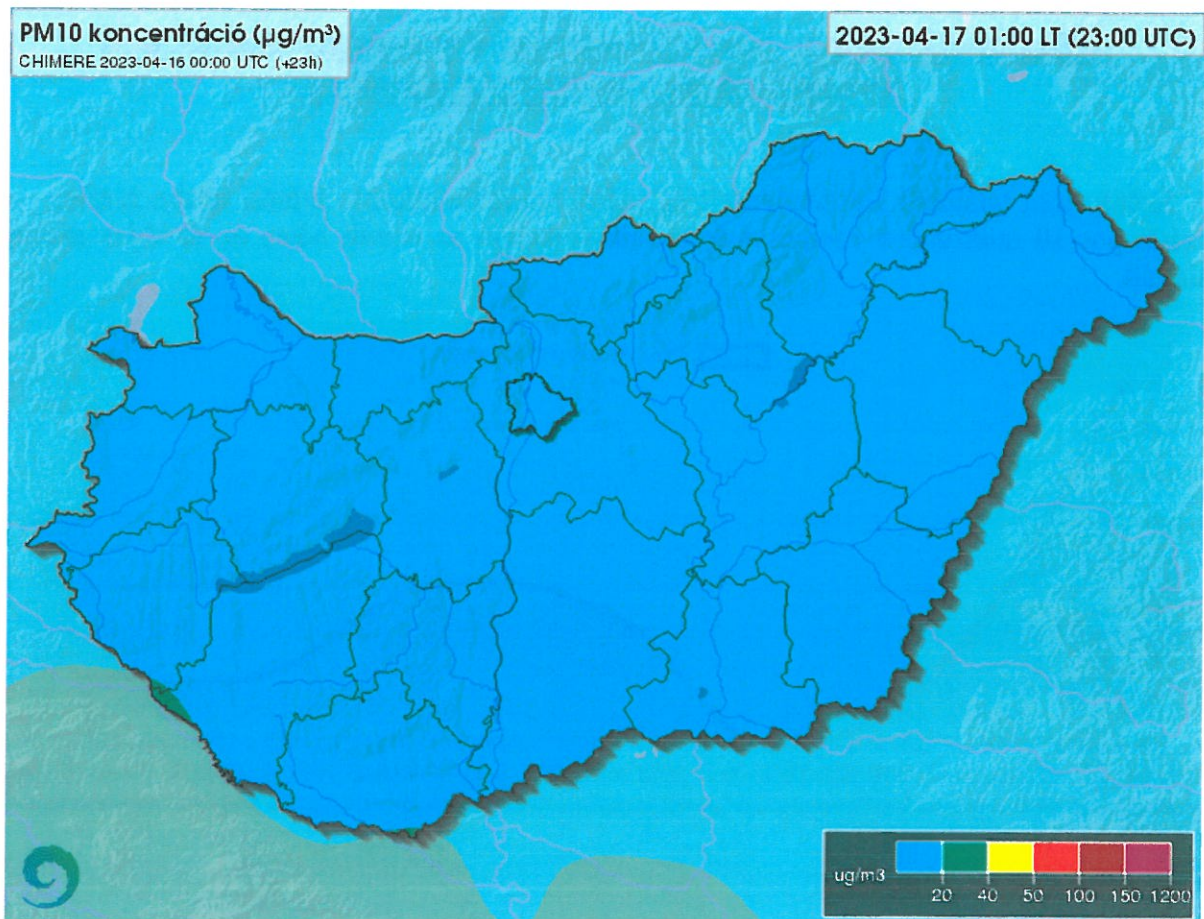 PM10 koncentráció (µg/m³)
CHIMERE 2023-04-16 00:00 UTC (+23h)
2023-04-17 01:00 LT (23:00 UTC)
ug/m3
20 40 50 100 150 1200